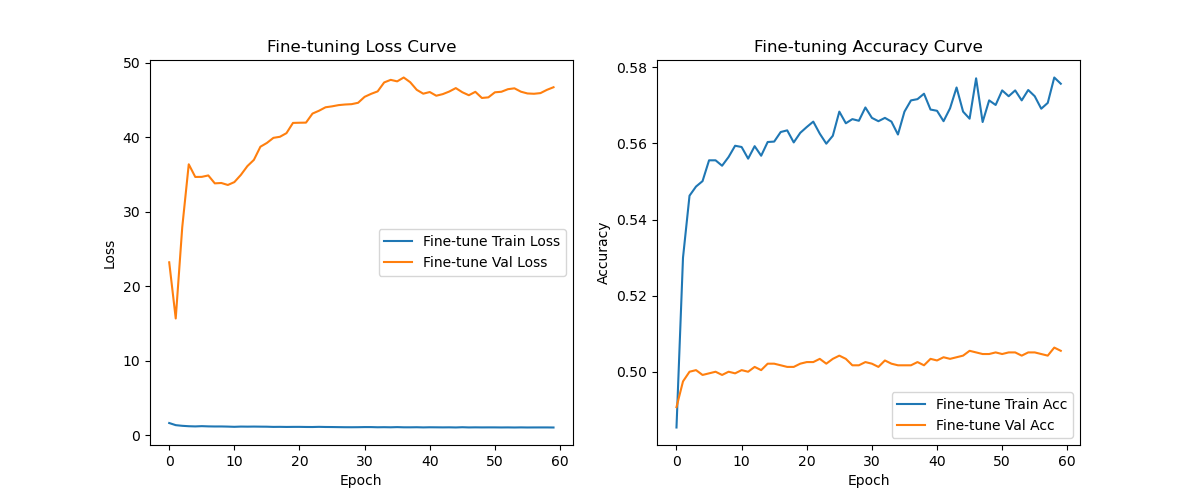 Fine-tuning Loss Curve
50
40
30
20
10
0
Loss
Fine-tune Train Loss
Fine-tune Val Loss
0 10 20 30 40 50 60
Epoch
Fine-tuning Accuracy Curve
0.58
0.56
0.54
0.52
0.50
Accuracy
Fine-tune Train Acc
Fine-tune Val Acc
0 10 20 30 40 50 60
Epoch